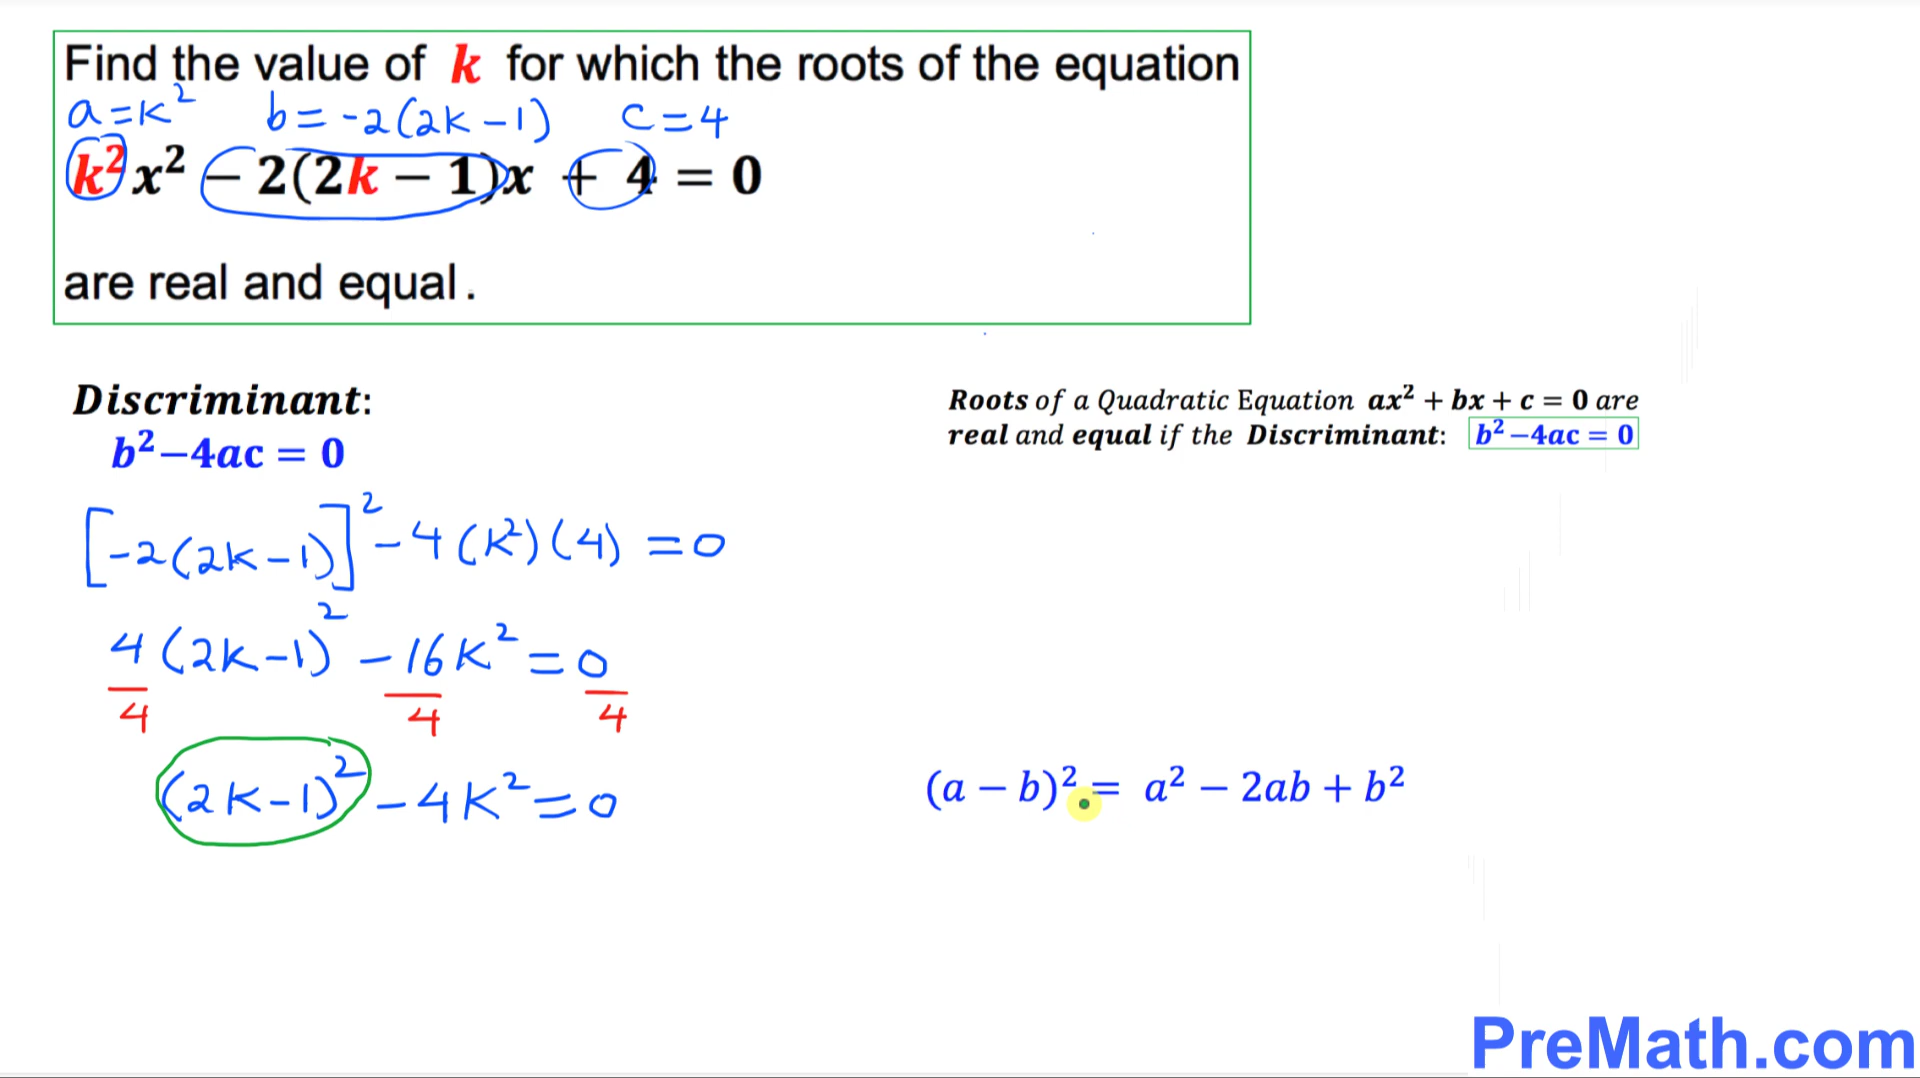 Find the value of k for which the roots of the equation
a=k² b=-2(2k-1) c=4
k²x² − 2(2k − 1)x + 4 = 0
are real and equal.
Discriminant:
b²−4ac = 0
Roots of a Quadratic Equation ax² + bx + c = 0 are
real and equal if the Discriminant: b²−4ac = 0
[-2(2k-1)]² -4(k²)(4) =0
4(2k-1)² -16k² =0
4 4 4
(2k-1)² -4k² =0
(a − b)² = a² − 2ab + b²
PreMath.com